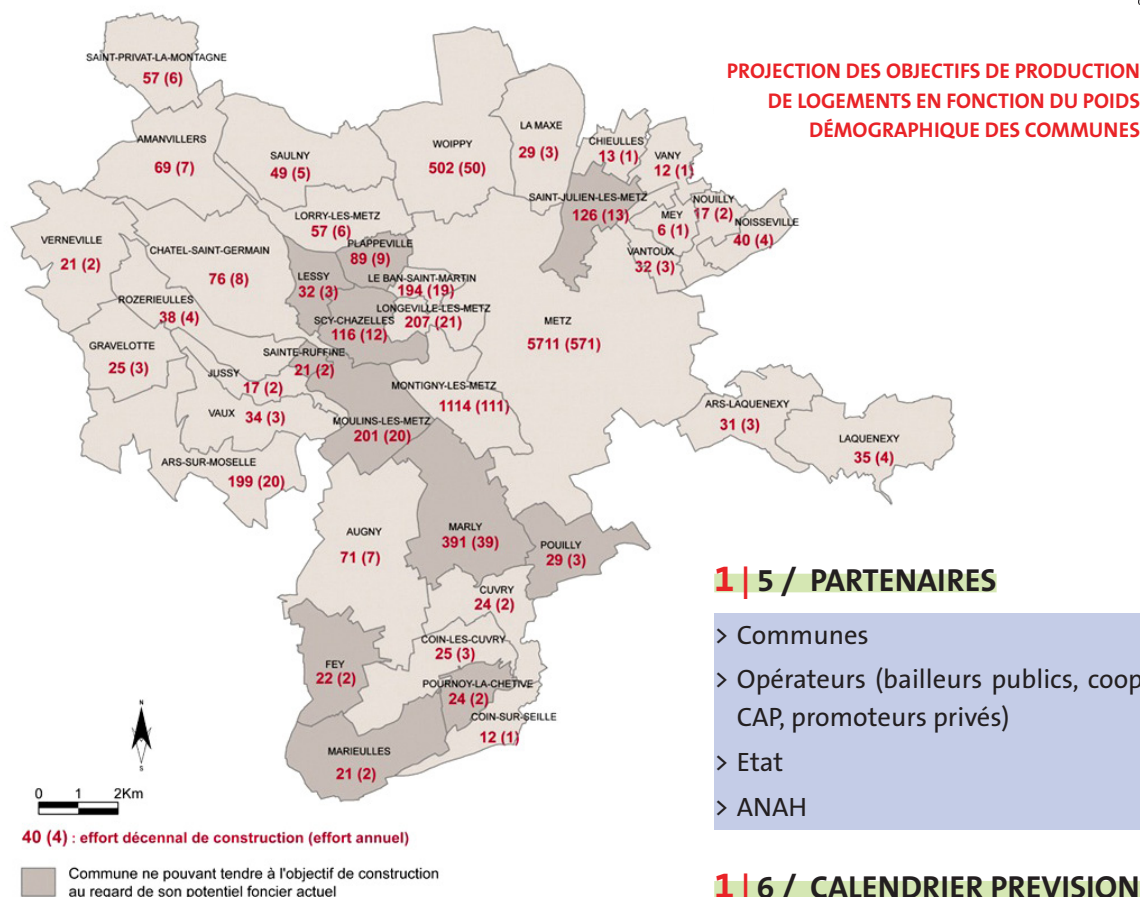 PROJECTION DES OBJECTIFS DE PRODUCTION
DE LOGEMENTS EN FONCTION DU POIDS
DÉMOGRAPHIQUE DES COMMUNES
SAINT-PRIVAT-LA-MONTAGNE
57 (6)
AMANVILLERS
69 (7)
SAULNY
49 (5)
WOIPPY
502 (50)
LA MAXE
29 (3)
CHIEULLES
13 (1)
VANY
12 (1)
SAINT-JULIEN-LES-METZ
126 (13)
MEY
6 (1)
NOUILLY
17 (2)
NOISSEVILLE
40 (4)
VANTOUX
32 (3)
LORRY-LES-METZ
57 (6)
PLAPPEVILLE
89 (9)
VERNEVILLE
21 (2)
CHATEL-SAINT-GERMAIN
76 (8)
LESSY
32 (3)
LE BAN-SAINT-MARTIN
194 (19)
ROZERIEULLES
38 (4)
SCY-CHAZELLES
116 (12)
LONGEVILLE-LES-METZ
207 (21)
METZ
5711 (571)
GRAVELOTTE
25 (3)
SAINTE-RUFFINE
21 (2)
JUSSY
17 (2)
MONTIGNY-LES-METZ
1114 (111)
VAUX
34 (3)
MOULINS-LES-METZ
201 (20)
ARS-LAQUENEXY
31 (3)
LAQUENEXY
35 (4)
ARS-SUR-MOSELLE
199 (20)
AUGNY
71 (7)
MARLY
391 (39)
POUILLY
29 (3)
CUVRY
24 (2)
COIN-LES-CUVRY
25 (3)
FEY
22 (2)
POURNOY-LA-CHETIVE
24 (2)
COIN-SUR-SEILLE
12 (1)
MARIEULLES
21 (2)
N
S
0 1 2Km
40 (4) : effort décennal de construction (effort annuel)
Commune ne pouvant tendre à l'objectif de construction
au regard de son potentiel foncier actuel
1 | 5 / PARTENAIRES
> Communes
> Opérateurs (bailleurs publics, coop
CAP, promoteurs privés)
> Etat
> ANAH
1 | 6 / CALENDRIER PREVISION